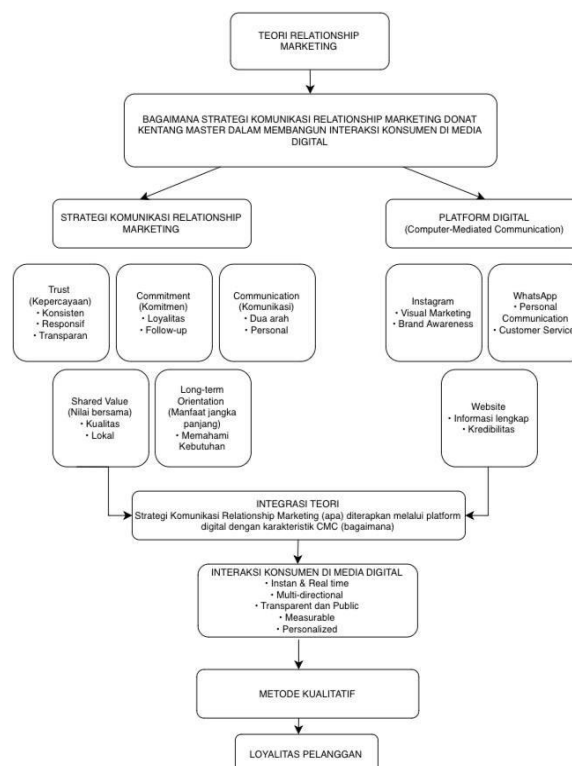 TEORI RELATIONSHIP
MARKETING
BAGAIMANA STRATEGI KOMUNIKASI RELATIONSHIP MARKETING DONAT
KENTANG MASTER DALAM MEMBANGUN INTERAKSI KONSUMEN DI MEDIA
DIGITAL
STRATEGI KOMUNIKASI RELATIONSHIP
MARKETING
PLATFORM DIGITAL
(Computer-Mediated Communication)
Trust
(Kepercayaan)
• Konsisten
• Responsif
• Transparan
Commitment
(Komitmen)
• Loyalitas
• Follow-up
Communication
(Komunikasi)
• Dua arah
• Personal
Instagram
• Visual Marketing
• Brand Awareness
WhatsApp
• Personal
Communication
• Customer Service
Shared Value
(Nilai bersama)
• Kualitas
• Lokal
Long-term
Orientation
(Manfaat jangka
panjang)
• Memahami
Kebutuhan
Website
• Informasi lengkap
• Kredibilitas
INTEGRASI TEORI
Strategi Komunikasi Relationship Marketing (apa) diterapkan melalui platform
digital dengan karakteristik CMC (bagaimana)
INTERAKSI KONSUMEN DI MEDIA DIGITAL
• Instan & Real time
• Multi-directional
• Transparent dan Public
• Measurable
• Personalized
METODE KUALITATIF
LOYALITAS PELANGGAN